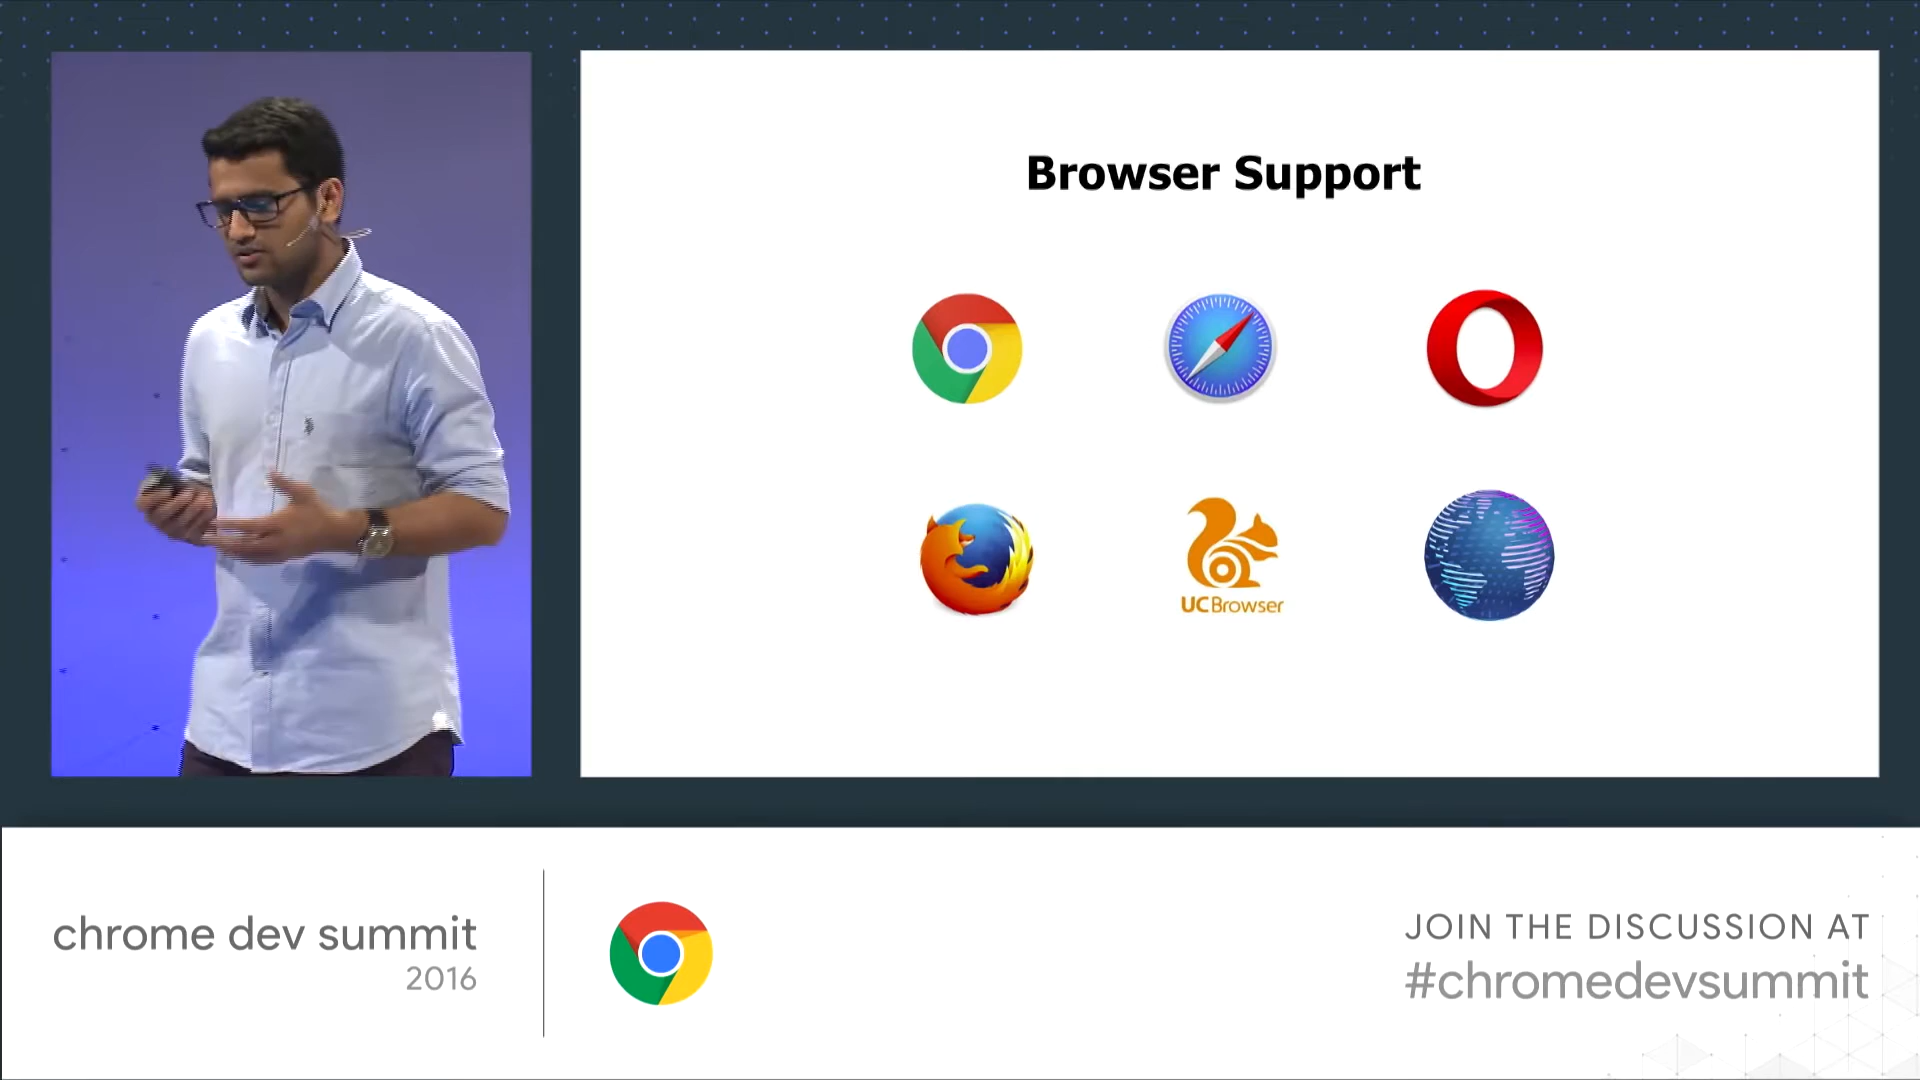 Browser Support
UCBrowser
chrome dev summit
2016
JOIN THE DISCUSSION AT
#chromedevsummit